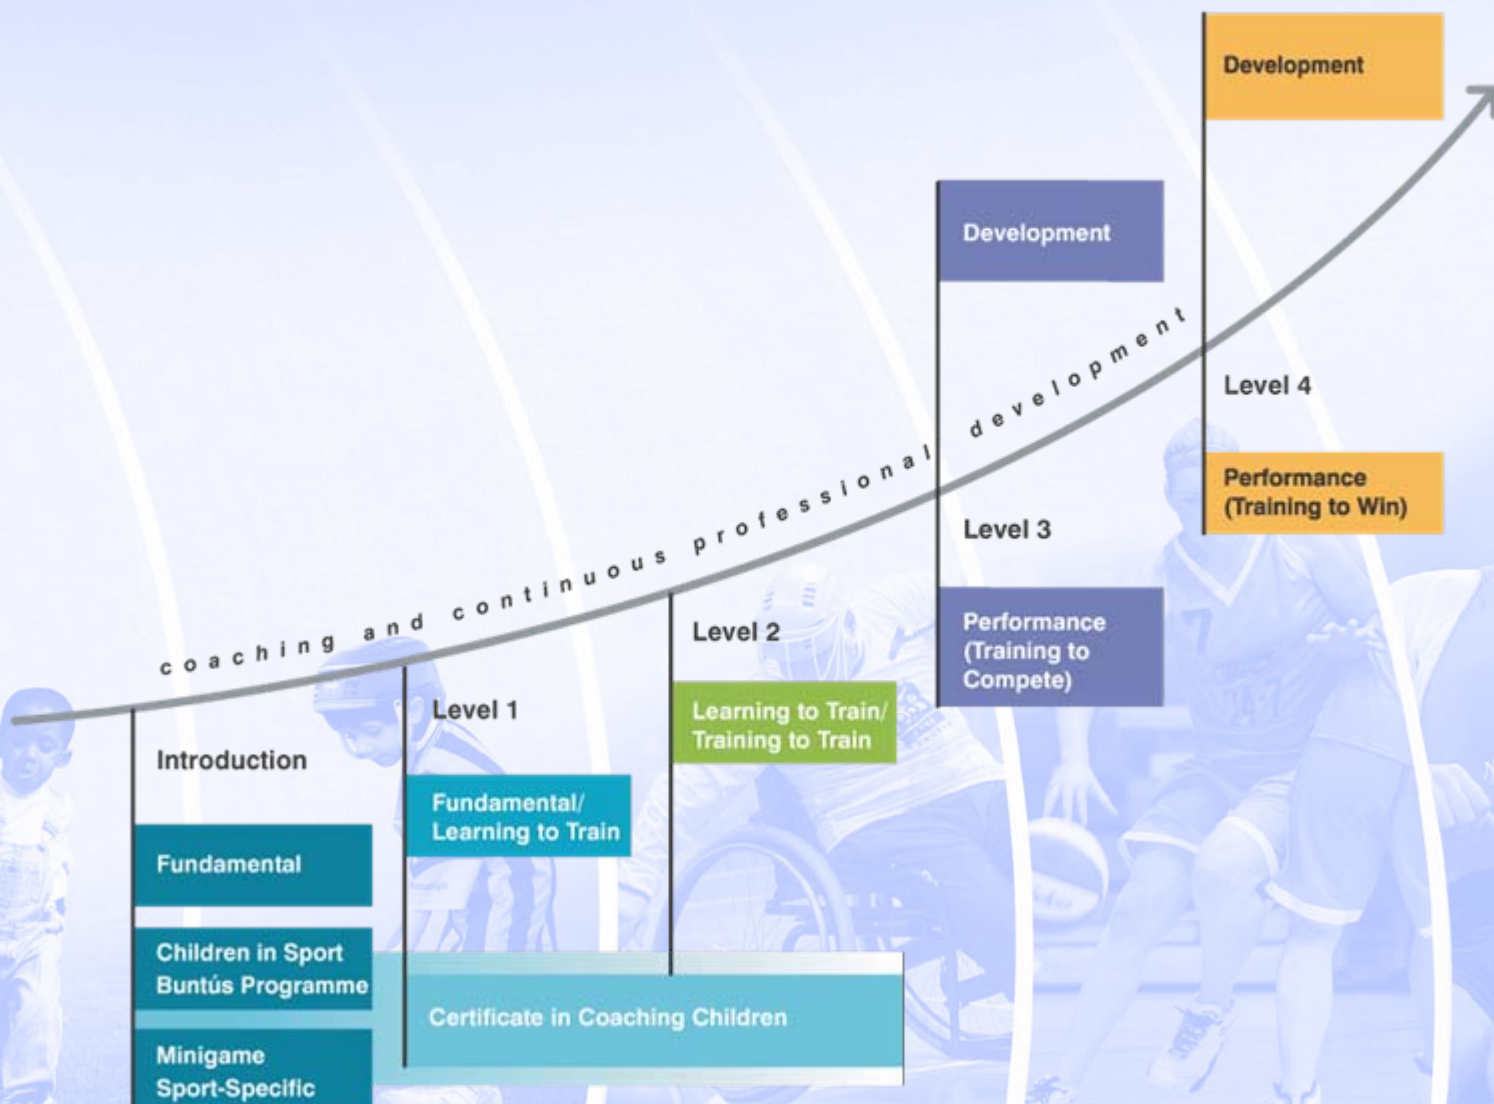 Development
Development
coaching and continuous professional development
Level 4
Performance
(Training to Win)
Level 3
Performance
(Training to
Compete)
Level 2
Learning to Train/
Training to Train
Level 1
Fundamental/
Learning to Train
Introduction
Fundamental
Children in Sport
Buntús Programme
Certificate in Coaching Children
Minigame
Sport-Specific
7